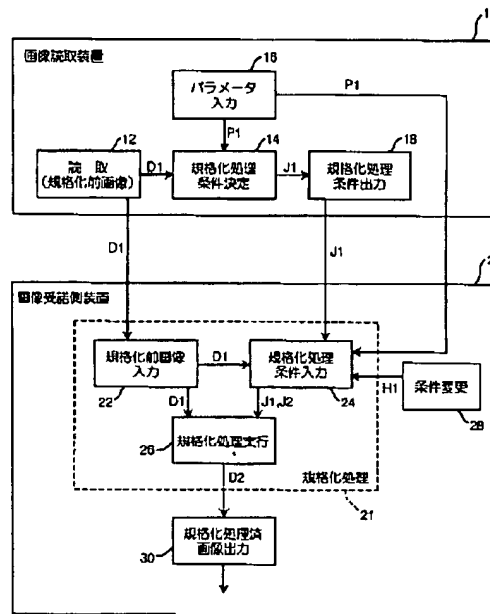 画像読取装置
16
パラメータ
入力
P1
P1
12
読取
(規格化前画像)
D1
14
規格化処理
条件決定
J1
18
規格化処理
条件出力
D1
J1
画像受諾側装置
規格化前画像
入力
22
D1
規格化処理
条件入力
24
H1
条件変更
28
D1
J1,J2
26
規格化処理実行
規格化処理
21
D2
規格化処理済
画像出力
30